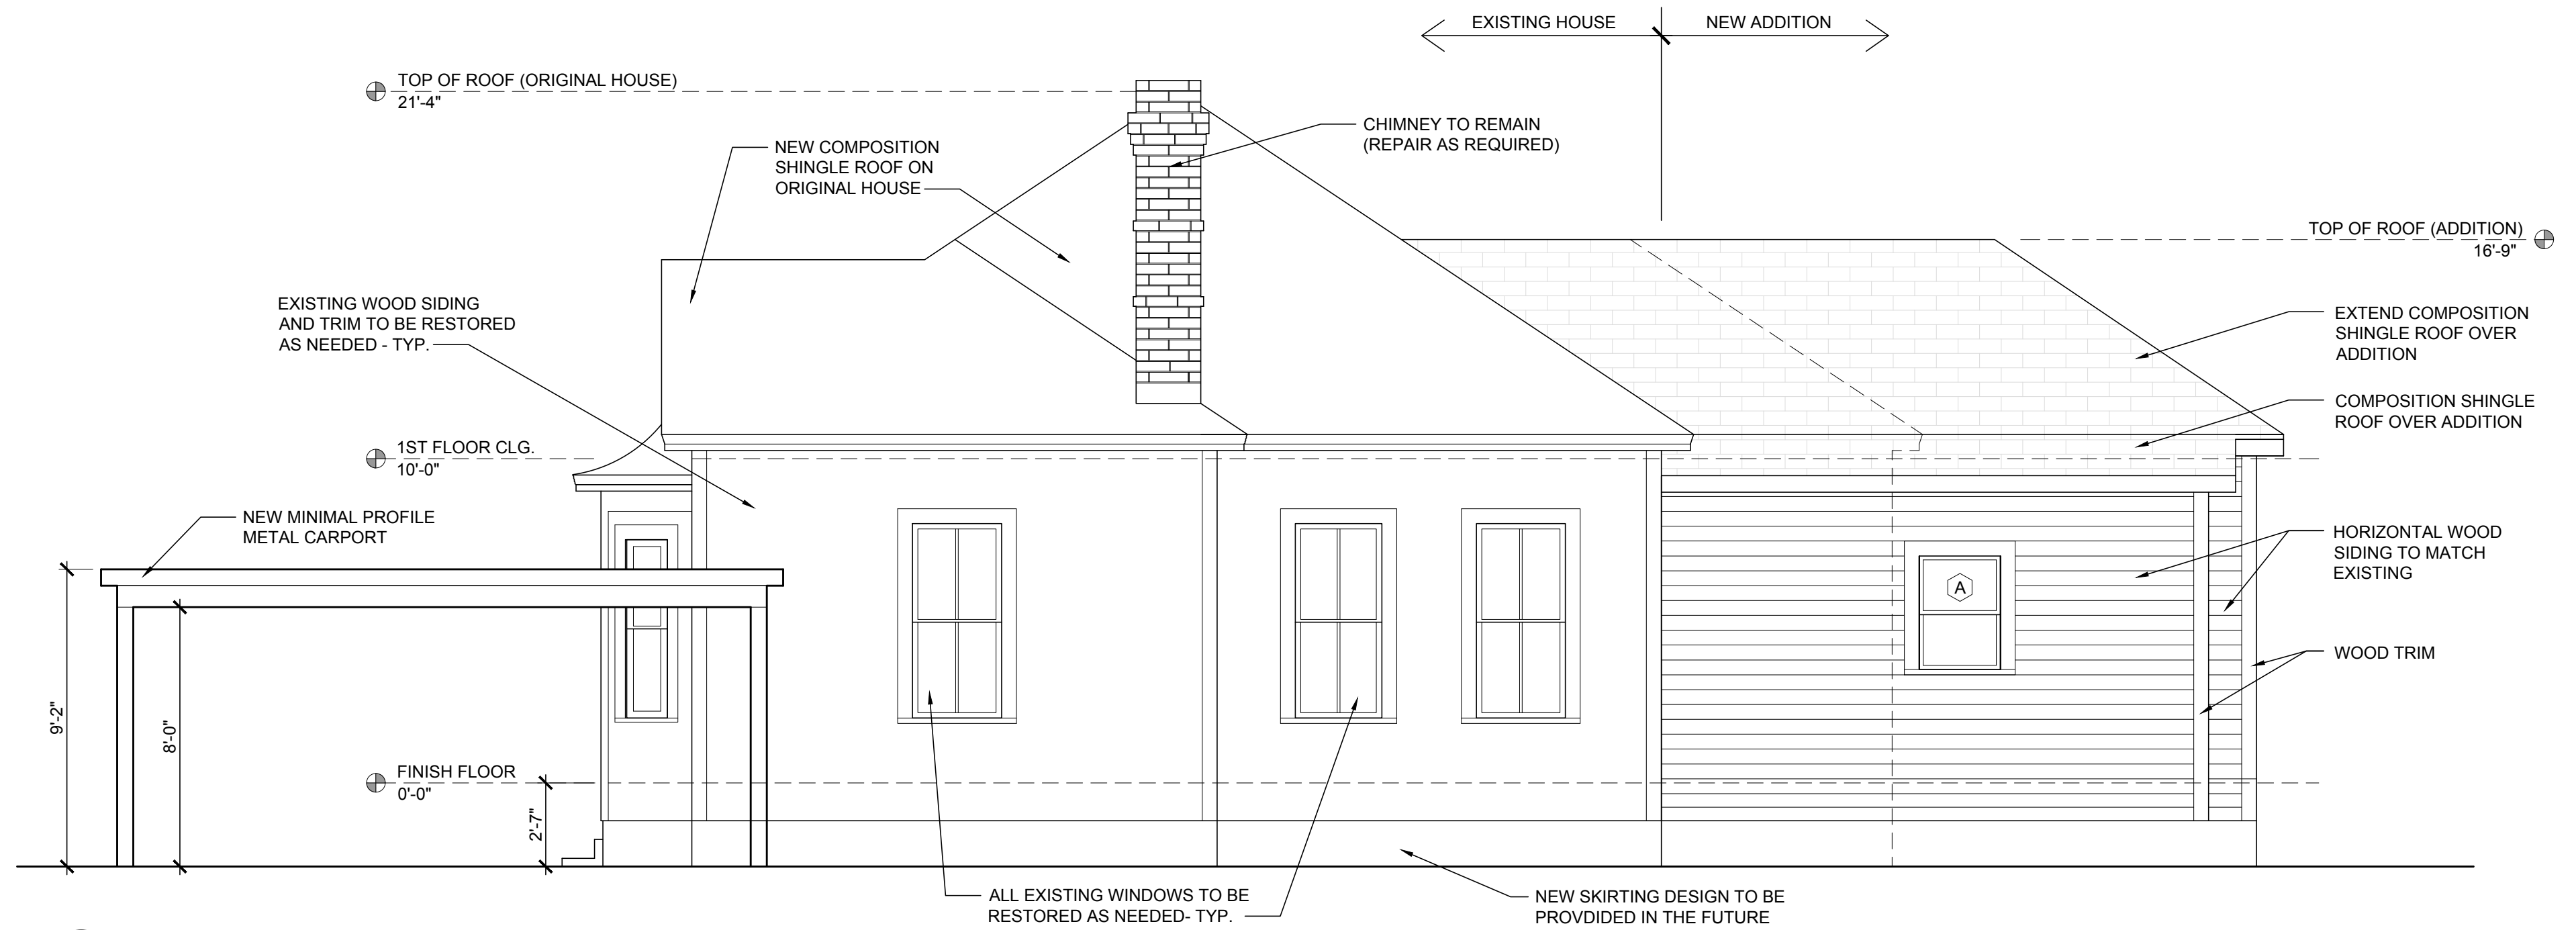 EXISTING HOUSE
NEW ADDITION
TOP OF ROOF (ORIGINAL HOUSE)
21'-4"
CHIMNEY TO REMAIN
(REPAIR AS REQUIRED)
NEW COMPOSITION
SHINGLE ROOF ON
ORIGINAL HOUSE
TOP OF ROOF (ADDITION)
16'-9"
EXISTING WOOD SIDING
AND TRIM TO BE RESTORED
AS NEEDED - TYP.
EXTEND COMPOSITION
SHINGLE ROOF OVER
ADDITION
COMPOSITION SHINGLE
ROOF OVER ADDITION
1ST FLOOR CLG.
10'-0"
NEW MINIMAL PROFILE
METAL CARPORT
HORIZONTAL WOOD
SIDING TO MATCH
EXISTING
A
WOOD TRIM
9'-2"
8'-0"
FINISH FLOOR
0'-0"
2'-7"
ALL EXISTING WINDOWS TO BE
RESTORED AS NEEDED- TYP.
NEW SKIRTING DESIGN TO BE
PROVDIDED IN THE FUTURE